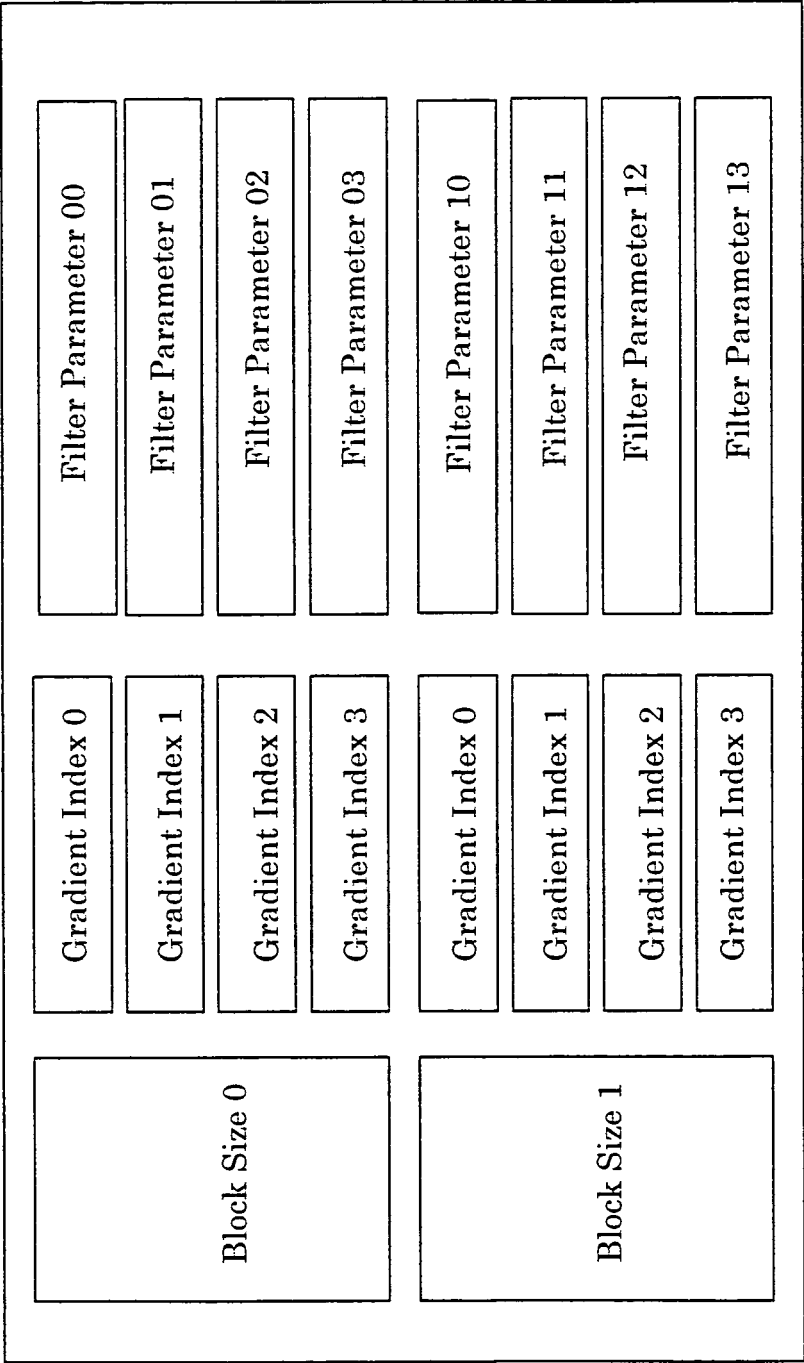 Block Size 0
Gradient Index 0
Filter Parameter 00
Gradient Index 1
Filter Parameter 01
Gradient Index 2
Filter Parameter 02
Gradient Index 3
Filter Parameter 03
Block Size 1
Gradient Index 0
Filter Parameter 10
Gradient Index 1
Filter Parameter 11
Gradient Index 2
Filter Parameter 12
Gradient Index 3
Filter Parameter 13